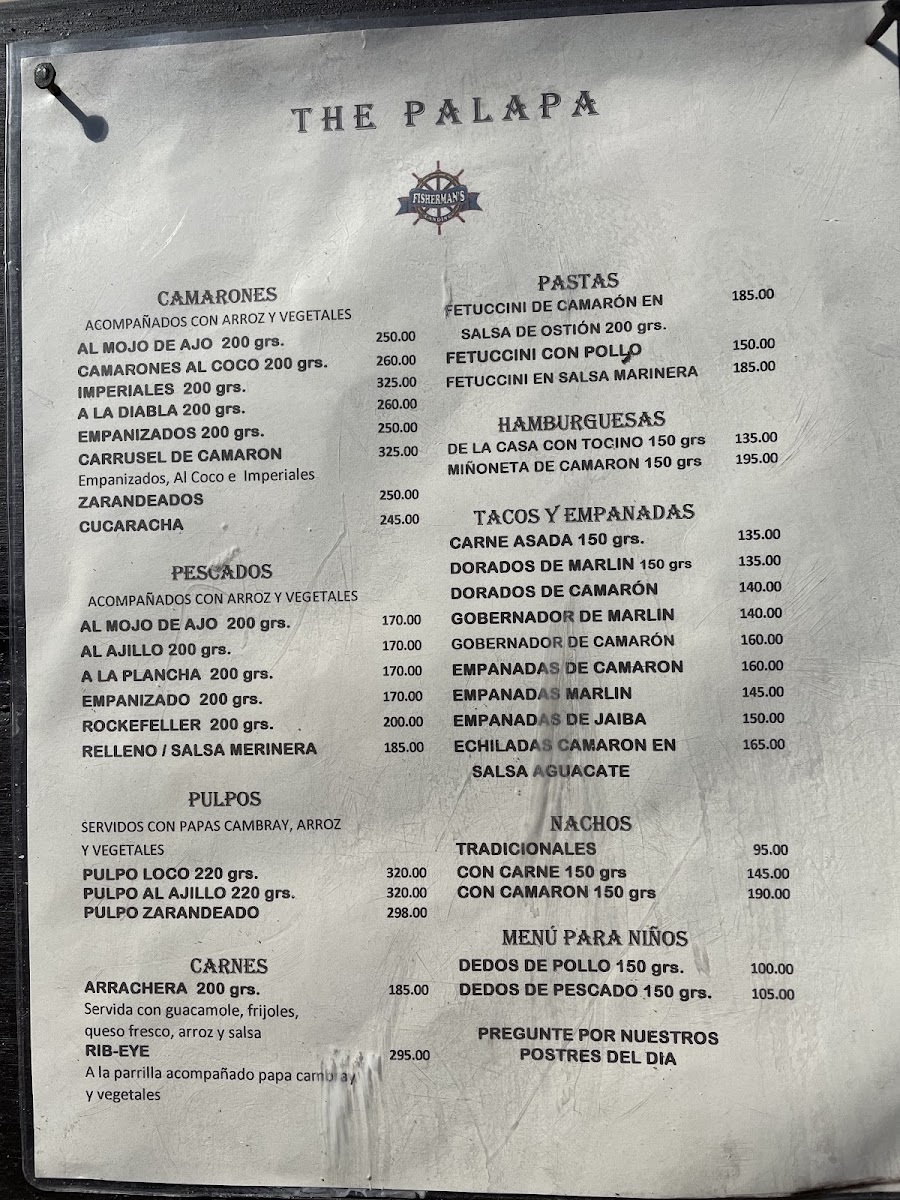 THE PALAPA
FISHERMAN'S
CAMARONES
ACOMPAÑADOS CON ARROZ Y VEGETALES
AL MOJO DE AJO 200 grs. 250.00
CAMARONES AL COCO 200 grs. 260.00
IMPERIALES 200 grs. 325.00
A LA DIABLA 200 grs. 260.00
EMPANIZADOS 200 grs. 250.00
CARRUSEL DE CAMARON 325.00
Empanizados, Al Coco e Imperiales
ZARANDEADOS 250.00
CUCARACHA 245.00
PESCADOS
ACOMPAÑADOS CON ARROZ Y VEGETALES
AL MOJO DE AJO 200 grs. 170.00
AL AJILLO 200 grs. 170.00
A LA PLANCHA 200 grs. 170.00
EMPANIZADO 200 grs. 170.00
ROCKEFELLER 200 grs. 200.00
RELLENO / SALSA MERINERA 185.00
PULPOS
SERVIDOS CON PAPAS CAMBRAY, ARROZ
Y VEGETALES
PULPO LOCO 220 grs. 320.00
PULPO AL AJILLO 220 grs. 320.00
PULPO ZARANDEADO 298.00
CARNES
ARRACHERA 200 grs. 185.00
Servida con guacamole, frijoles,
queso fresco, arroz y salsa
RIB-EYE 295.00
A la parrilla acompañado papa cambray
y vegetales
PASTAS
FETUCCINI DE CAMARÓN EN 185.00
SALSA DE OSTIÓN 200 grs.
FETUCCINI CON POLLO 150.00
FETUCCINI EN SALSA MARINERA 185.00
HAMBURGUESAS
DE LA CASA CON TOCINO 150 grs 135.00
MIÑONETA DE CAMARON 150 grs 195.00
TACOS Y EMPANADAS
CARNE ASADA 150 grs. 135.00
DORADOS DE MARLIN 150 grs 135.00
DORADOS DE CAMARÓN 140.00
GOBERNADOR DE MARLIN 140.00
GOBERNADOR DE CAMARÓN 160.00
EMPANADAS DE CAMARON 160.00
EMPANADAS MARLIN 145.00
EMPANADAS DE JAIBA 150.00
ECHILADAS CAMARON EN 165.00
SALSA AGUACATE
NACHOS
TRADICIONALES 95.00
CON CARNE 150 grs 145.00
CON CAMARON 150 grs 190.00
MENÚ PARA NIÑOS
DEDOS DE POLLO 150 grs. 100.00
DEDOS DE PESCADO 150 grs. 105.00
PREGUNTE POR NUESTROS
POSTRES DEL DIA